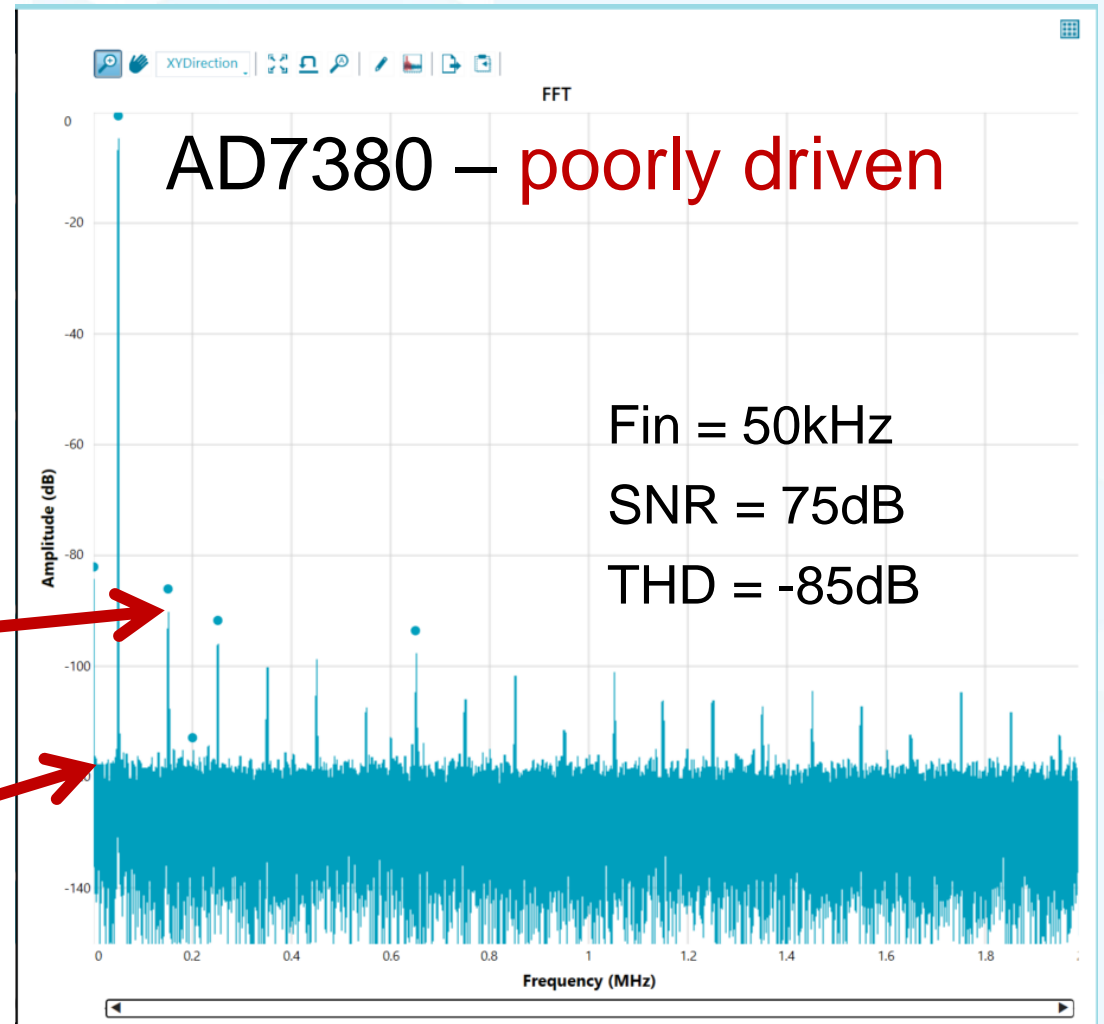 XYDirection
FFT
AD7380 – poorly driven
Fin = 50kHz
SNR = 75dB
THD = -85dB
Amplitude (dB)
0
-20
-40
-60
-80
-100
-140
0 0.2 0.4 0.6 0.8 1 1.2 1.4 1.6 1.8
Frequency (MHz)